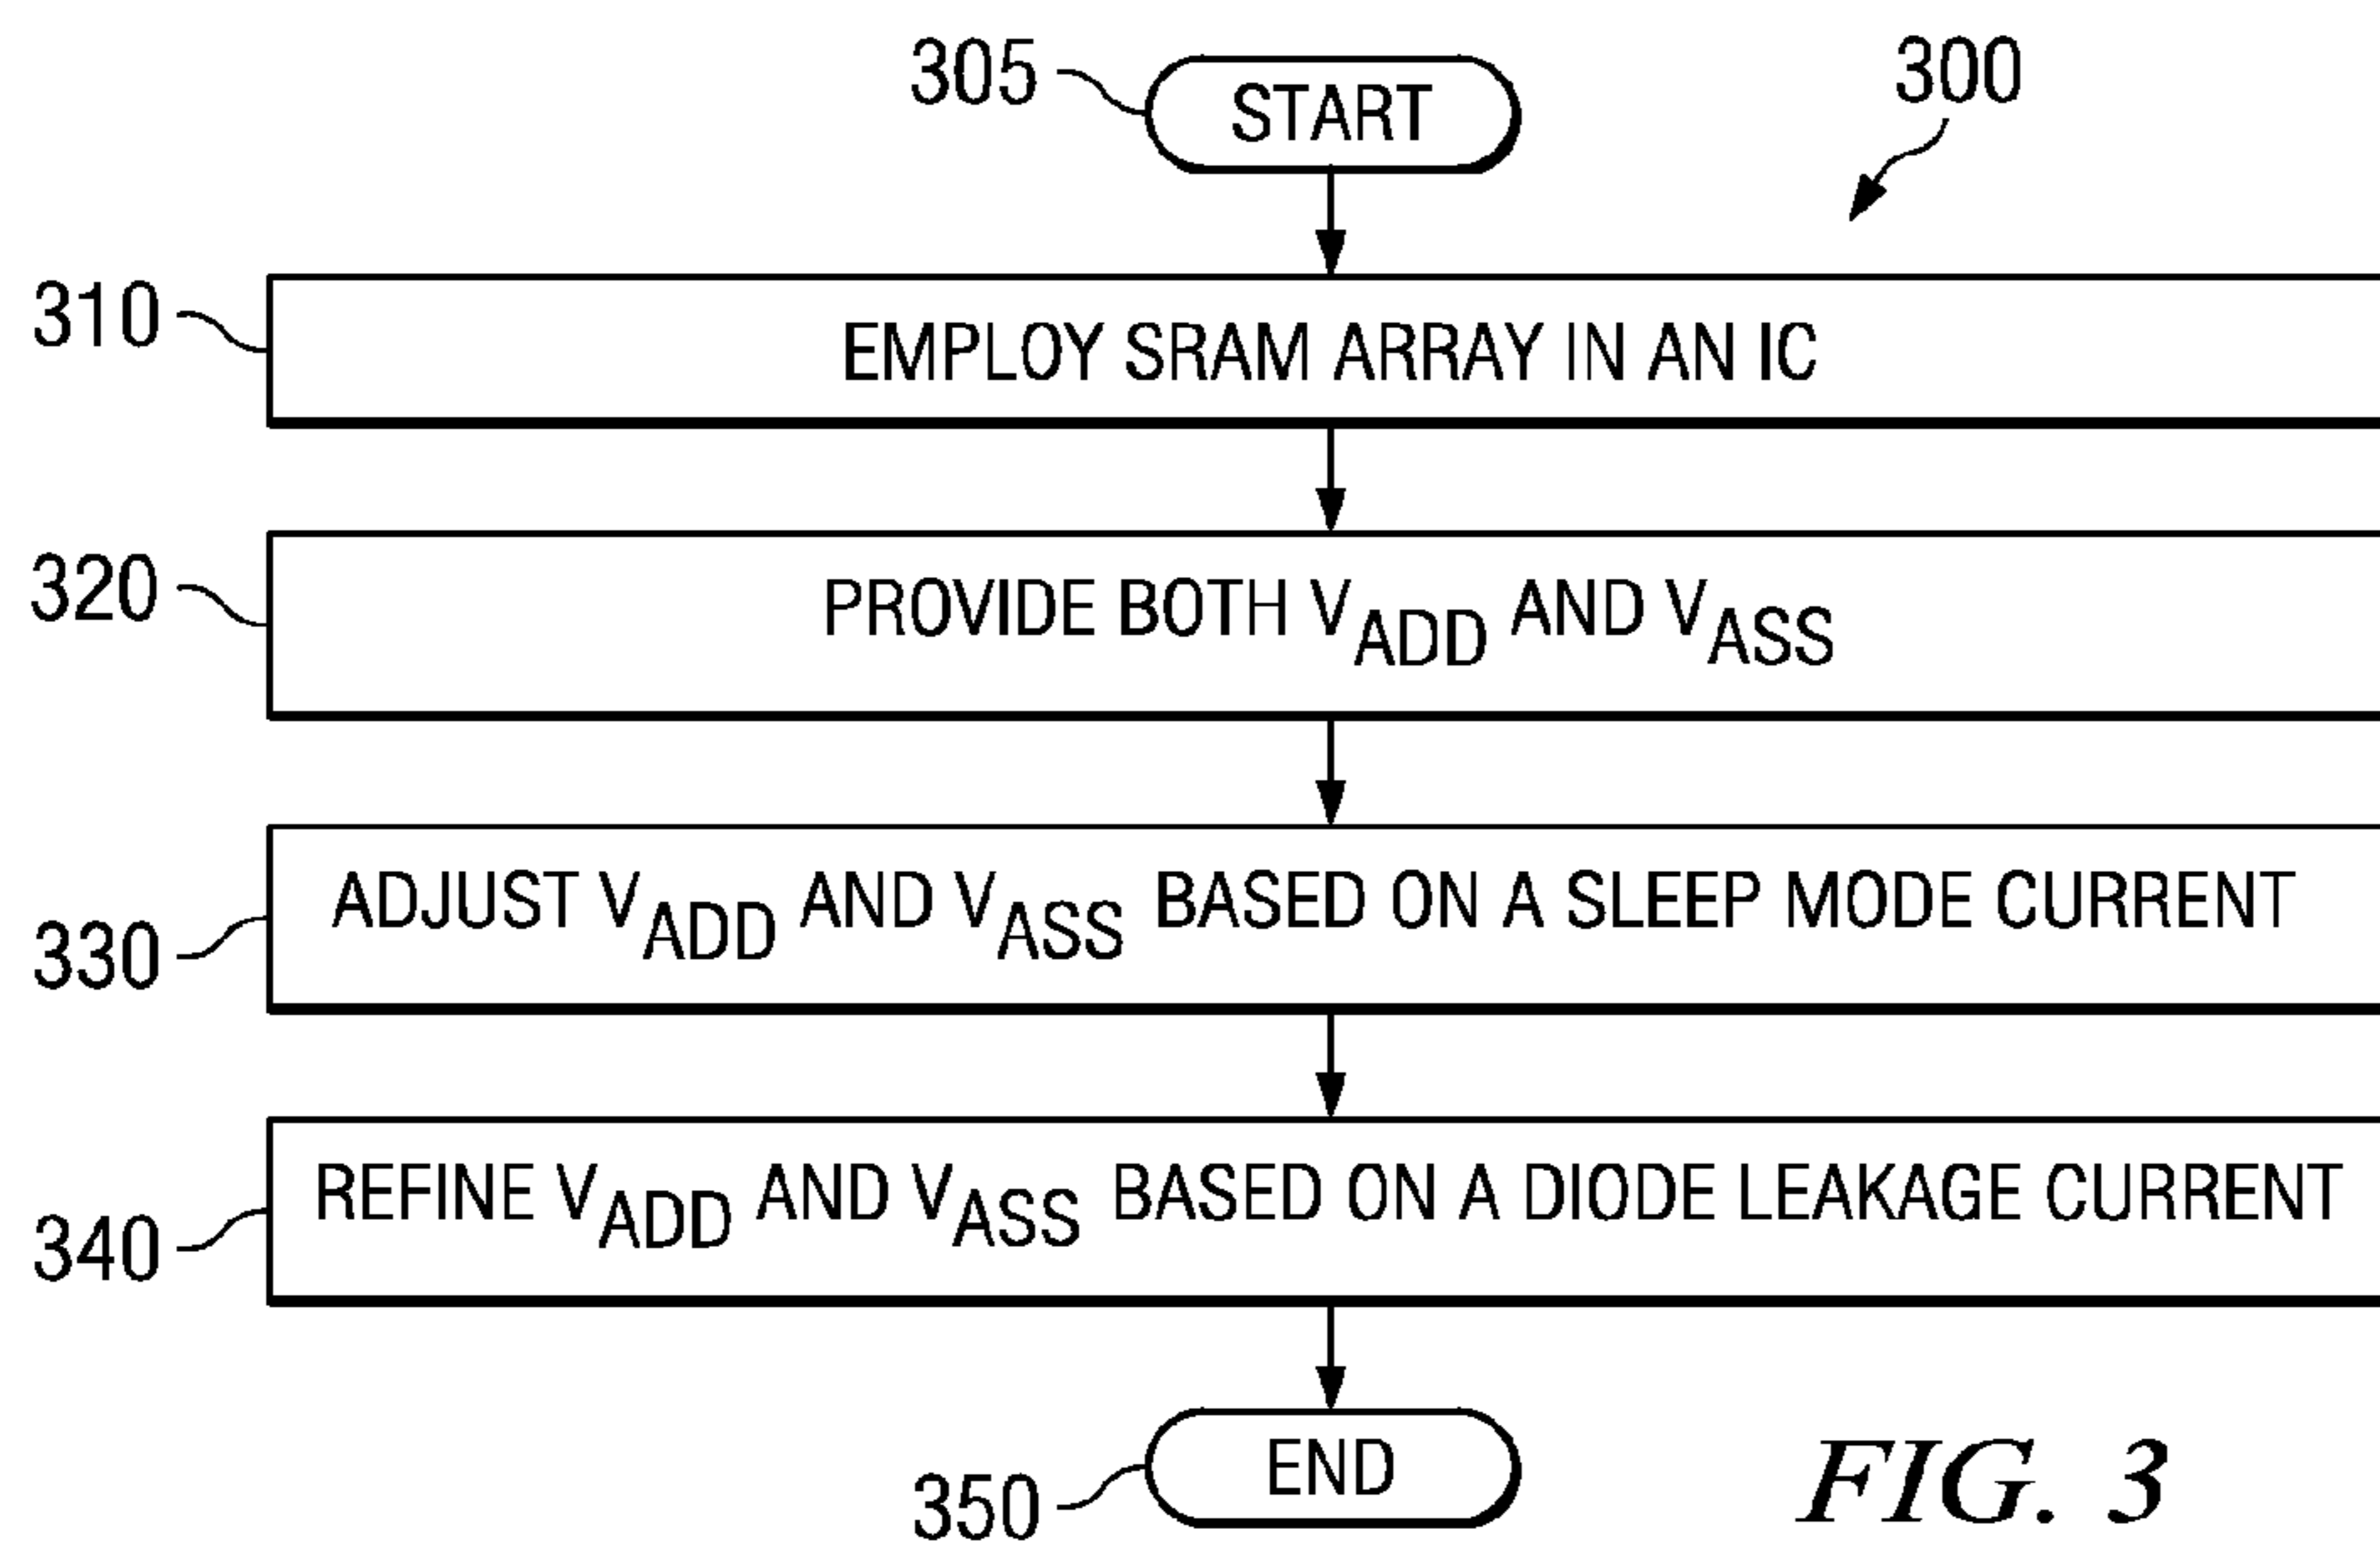 305
START
300
310
EMPLOY SRAM ARRAY IN AN IC
320
PROVIDE BOTH VADD AND VASS
330
ADJUST VADD AND VASS BASED ON A SLEEP MODE CURRENT
340
REFINE VADD AND VASS BASED ON A DIODE LEAKAGE CURRENT
350
END
FIG. 3